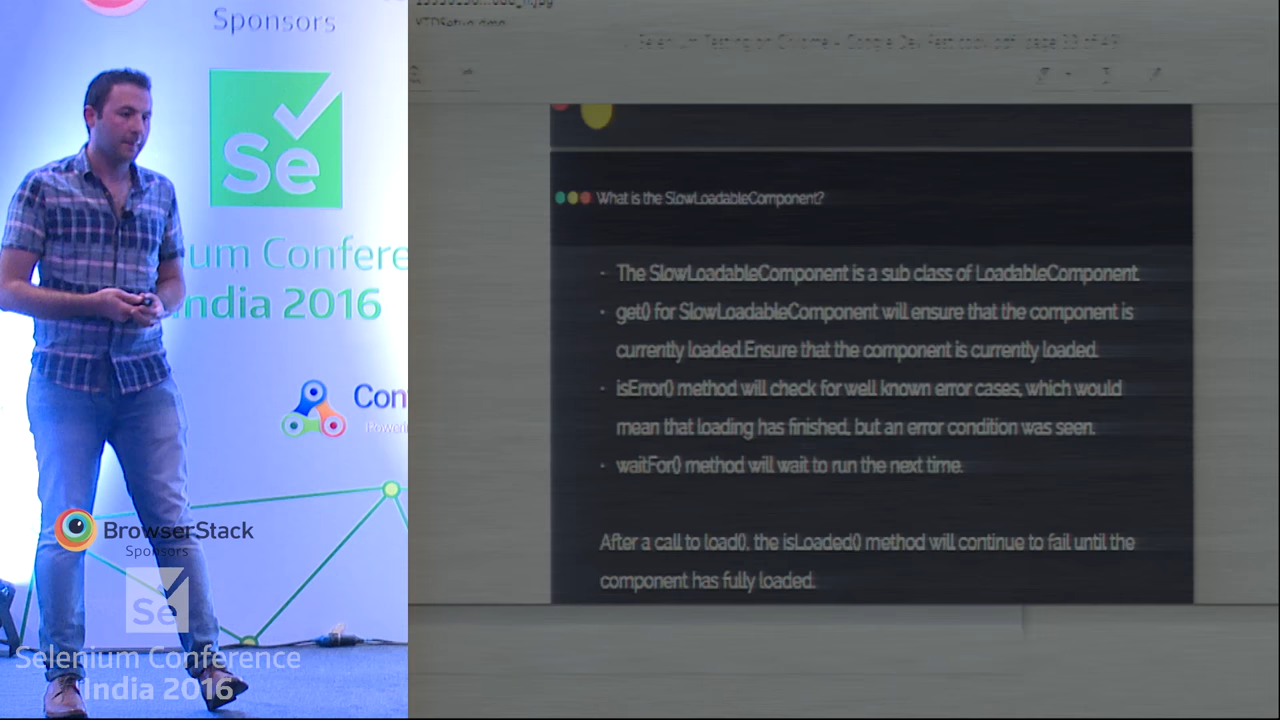 Sponsors
Se
um Confere
India 2016
Con
BrowserStack
Sponsors
Se
Selenium Conference
India 2016
What is the SlowLoadableComponent?
· The SlowLoadableComponent is a sub class of LoadableComponent.
· get() for SlowLoadableComponent will ensure that the component is
currently loaded.Ensure that the component is currently loaded.
· isError() method will check for well known error cases, which would
mean that loading has finished, but an error condition was seen.
· waitFor() method will wait to run the next time.
After a call to load(), the isLoaded() method will continue to fail until the
component has fully loaded.